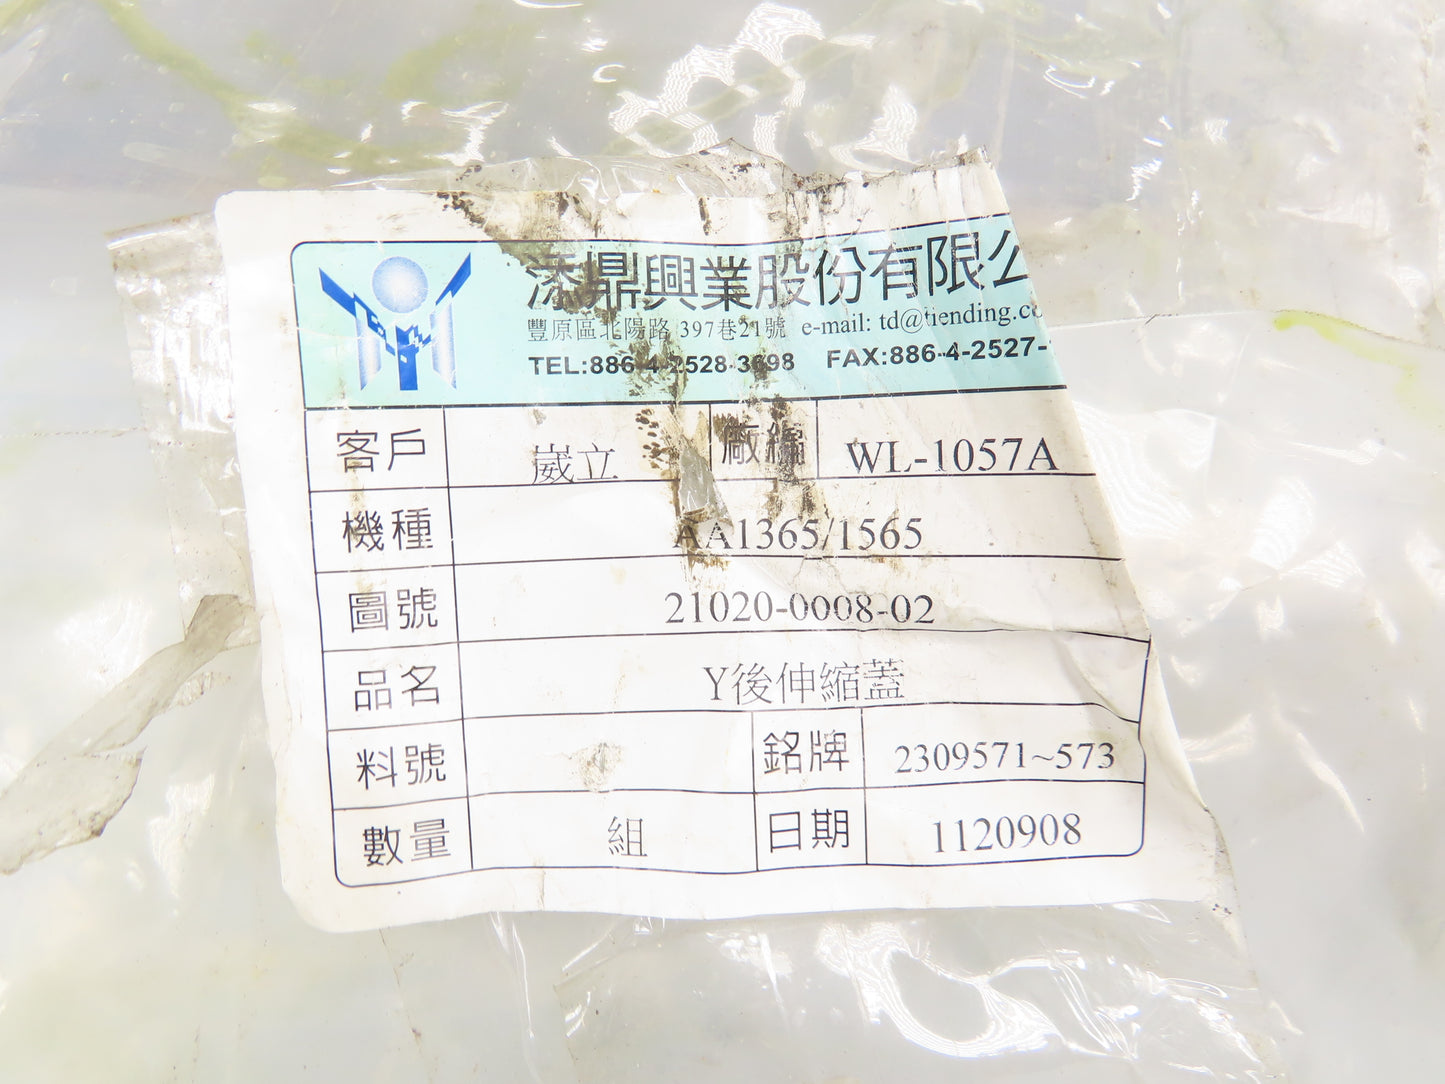 添鼎興業股份有限公
豐原區北陽路397巷21號 e-mail: td@tiending.co
TEL:886-4-2528-3698 FAX:886-4-2527-
客戶 崴立 廠編 WL-1057A
機種 AA1365/1565
圖號 21020-0008-02
品名 Y後伸縮蓋
料號 銘牌 2309571~573
數量 組 日期 1120908